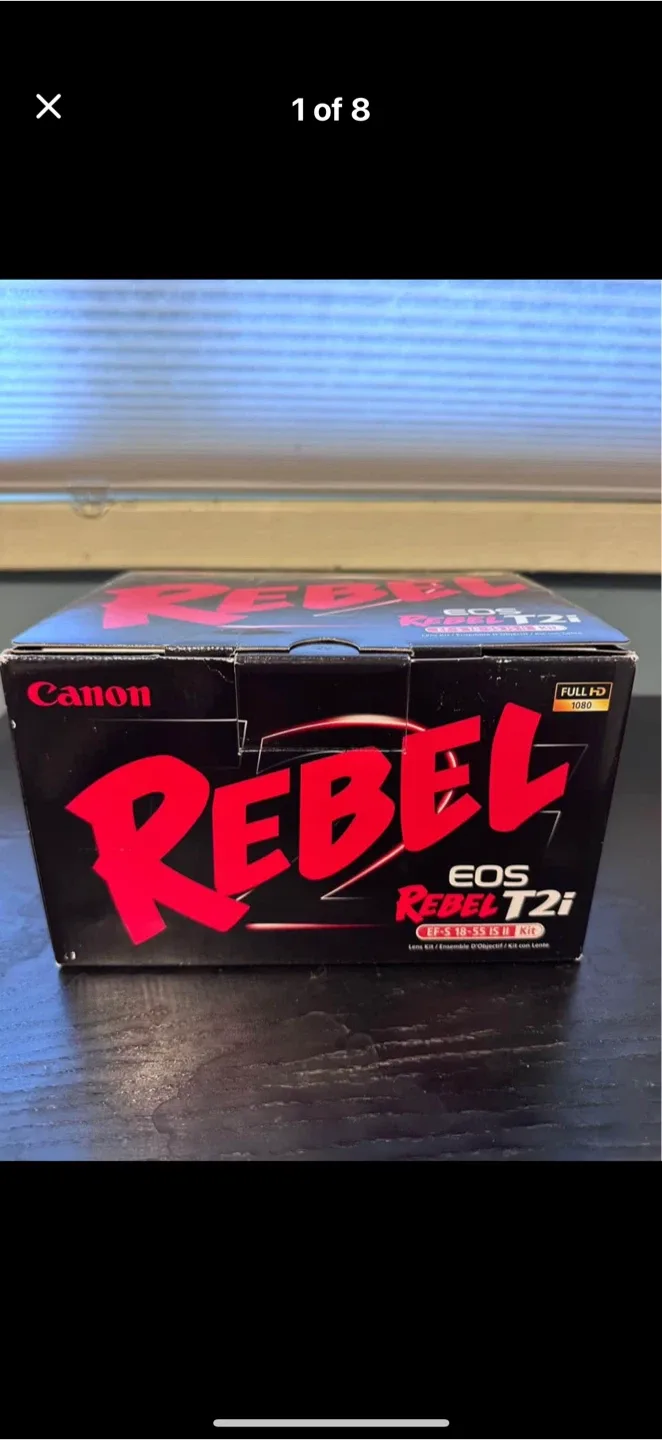 1 of 8
REBEL
EOS
REBEL T2i
Canon
FULL HD
1080
REBEL
EOS
REBEL T2i
EF-S 18-55 IS II Kit
Lens Kit / Ensemble D'Objectif / Kit con Lente